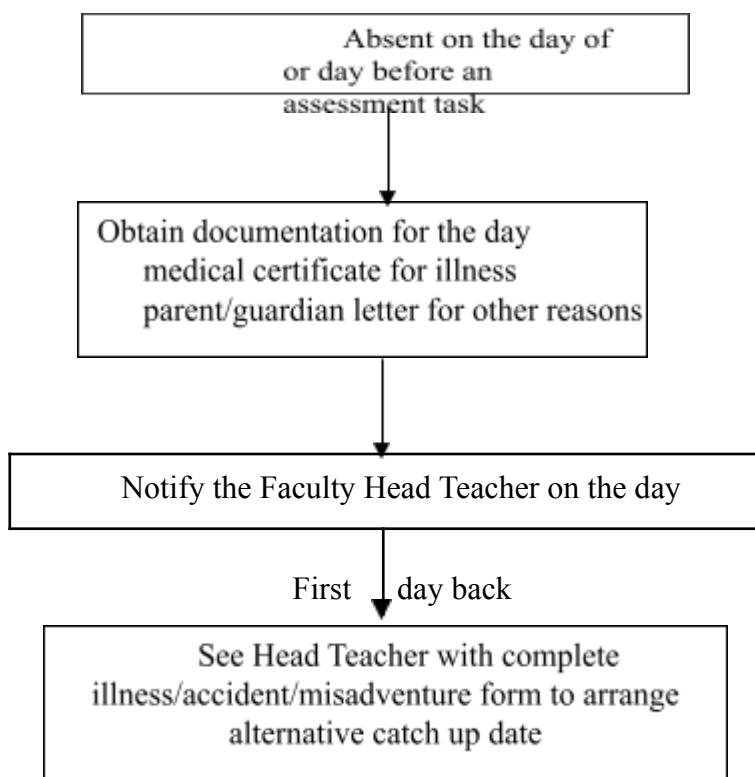 Absent on the day of
or day before an
assessment task
Obtain documentation for the day
medical certificate for illness
parent/guardian letter for other reasons
Notify the Faculty Head Teacher on the day
First day back
See Head Teacher with complete
illness/accident/misadventure form to arrange
alternative catch up date